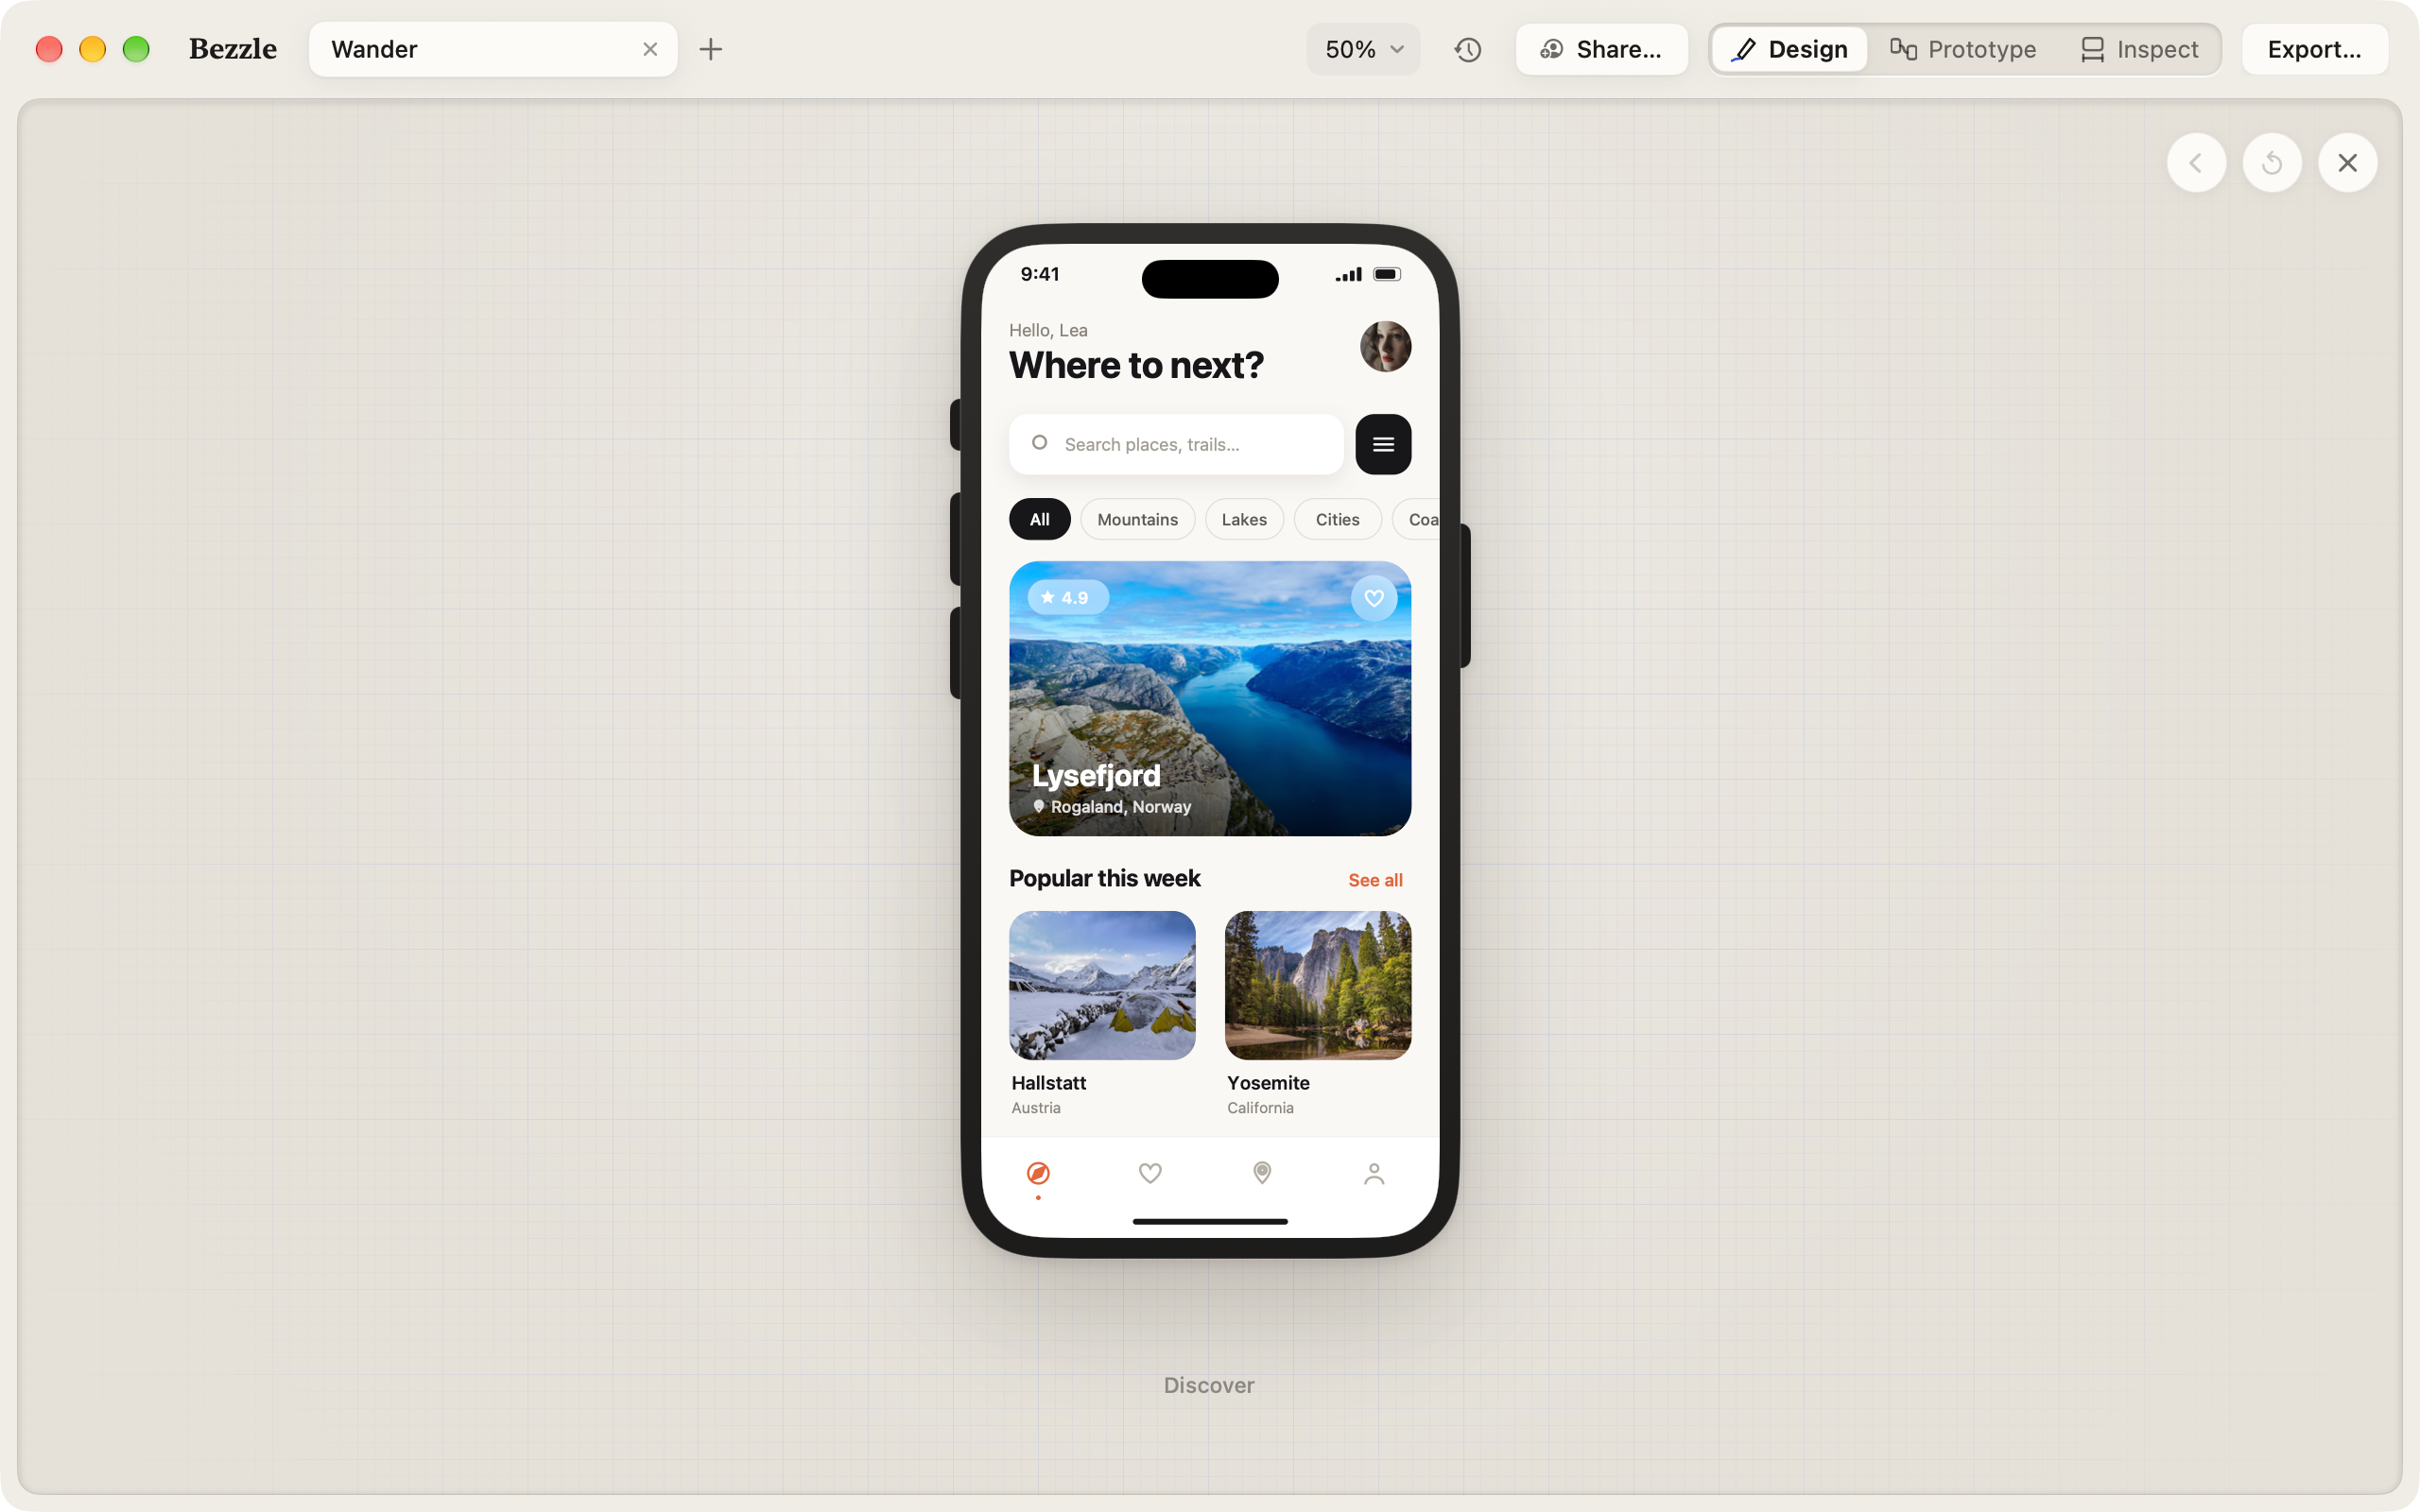 Bezzle
Wander
50%
Share...
Design
Prototype
Inspect
Export...
9:41
Hello, Lea
Where to next?
Search places, trails...
All
Mountains
Lakes
Cities
Coa
4.9
Lysefjord
Rogaland, Norway
Popular this week
See all
Hallstatt
Yosemite
Austria
California
Discover